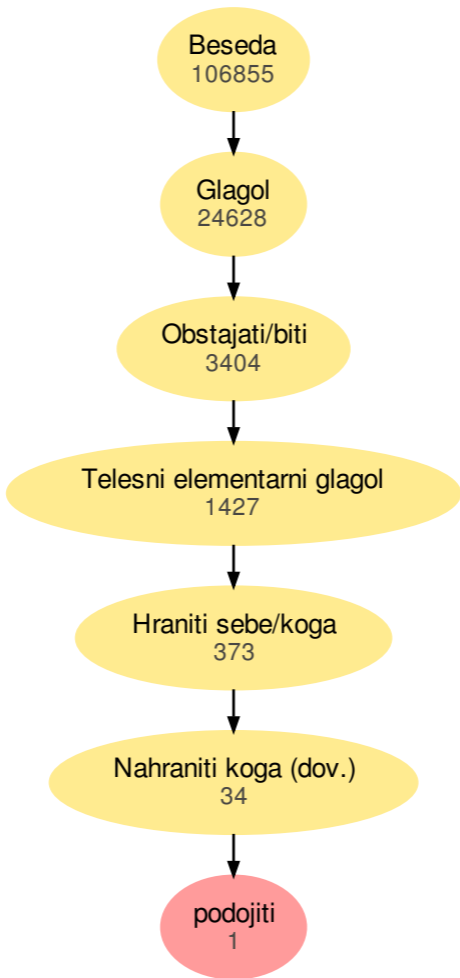 Beseda
106855
Glagol
24628
Obstajati/biti
3404
Telesni elementarni glagol
1427
Hraniti sebe/koga
373
Nahraniti koga (dov.)
34
podojiti
1